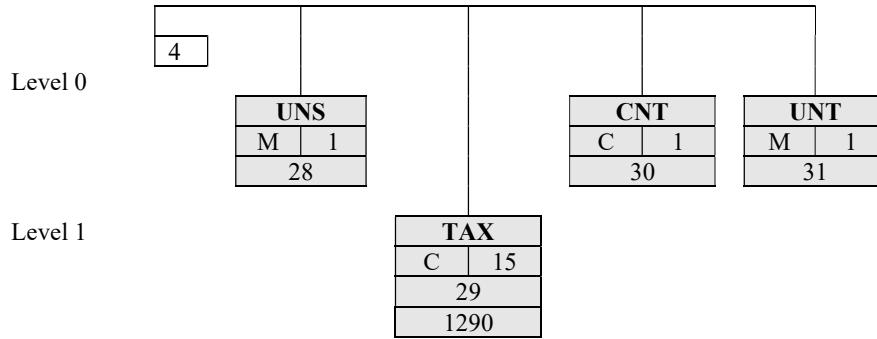 4
Level 0
UNS
M 1
28
CNT
C 1
30
UNT
M 1
31
Level 1
TAX
C 15
29
1290